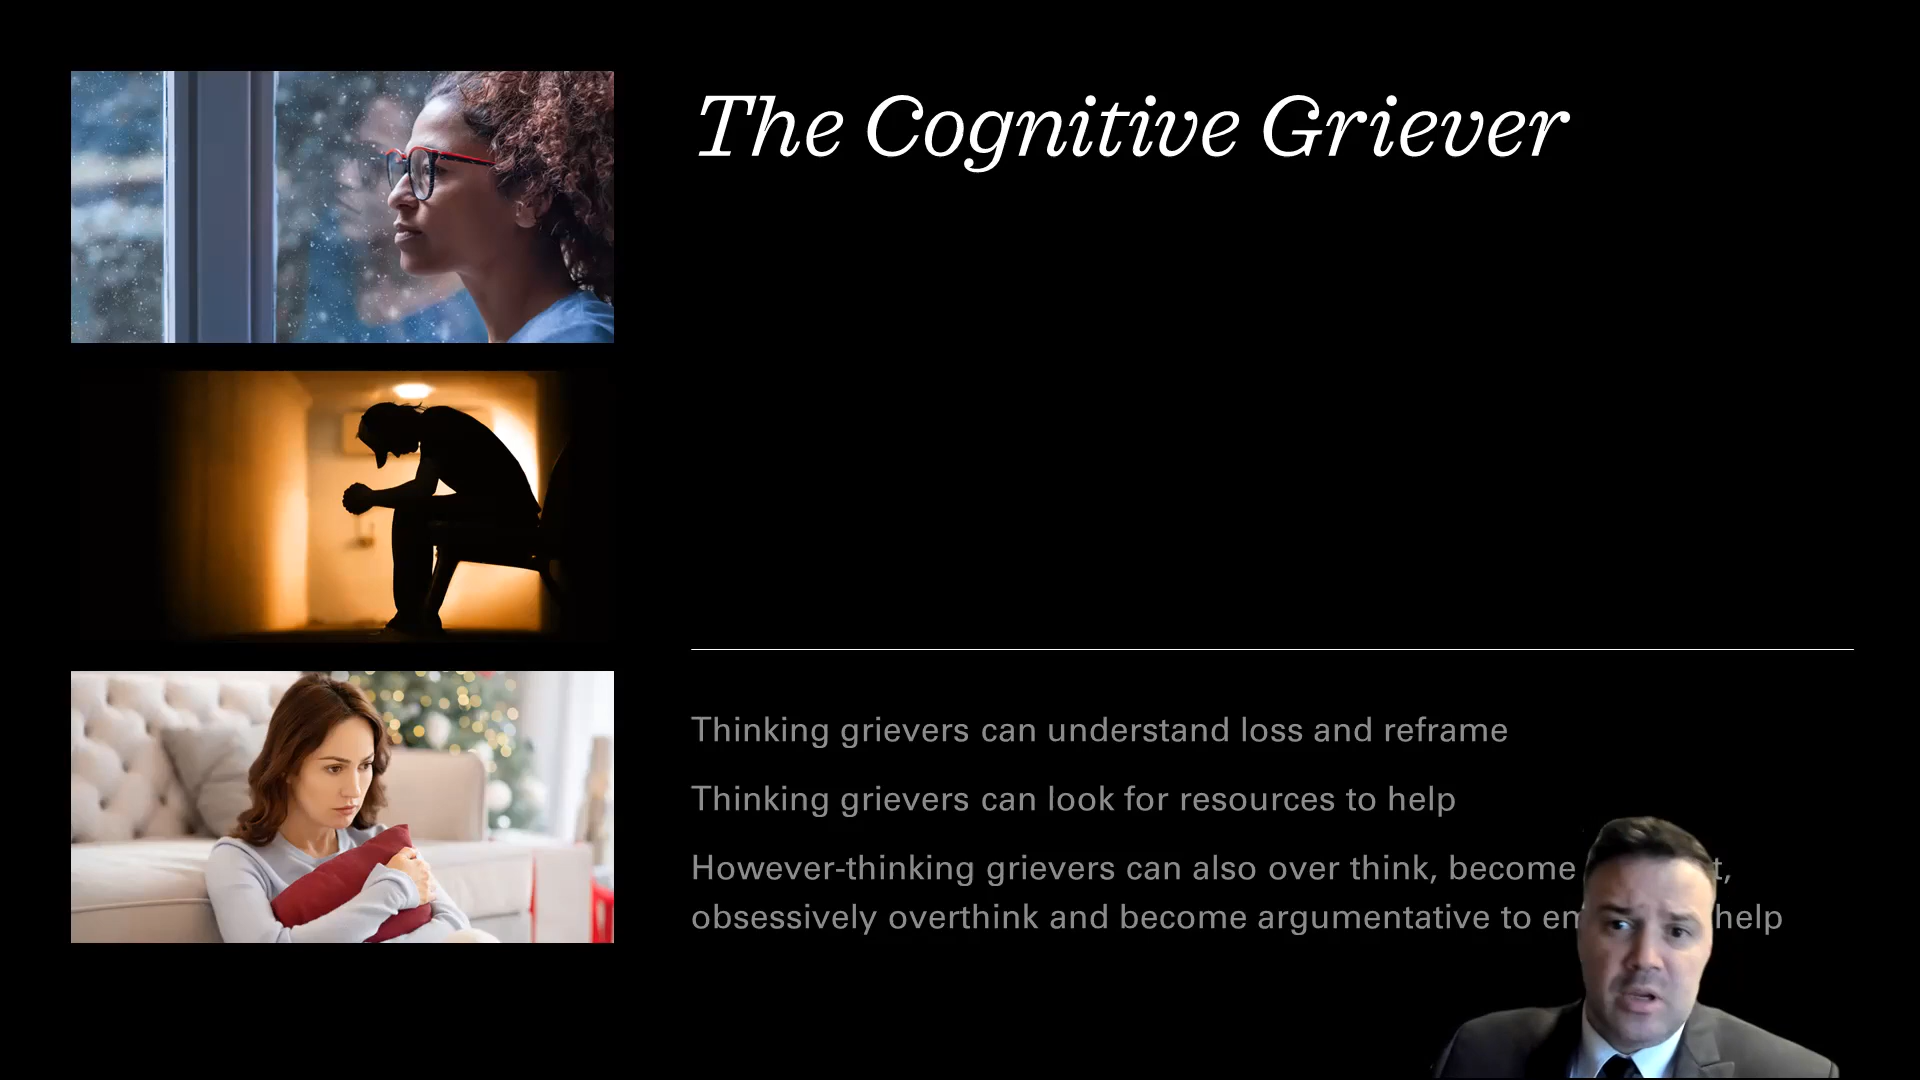 The Cognitive Griever
Thinking grievers can understand loss and reframe
Thinking grievers can look for resources to help
However-thinking grievers can also over think, become
obsessively overthink and become argumentative to help